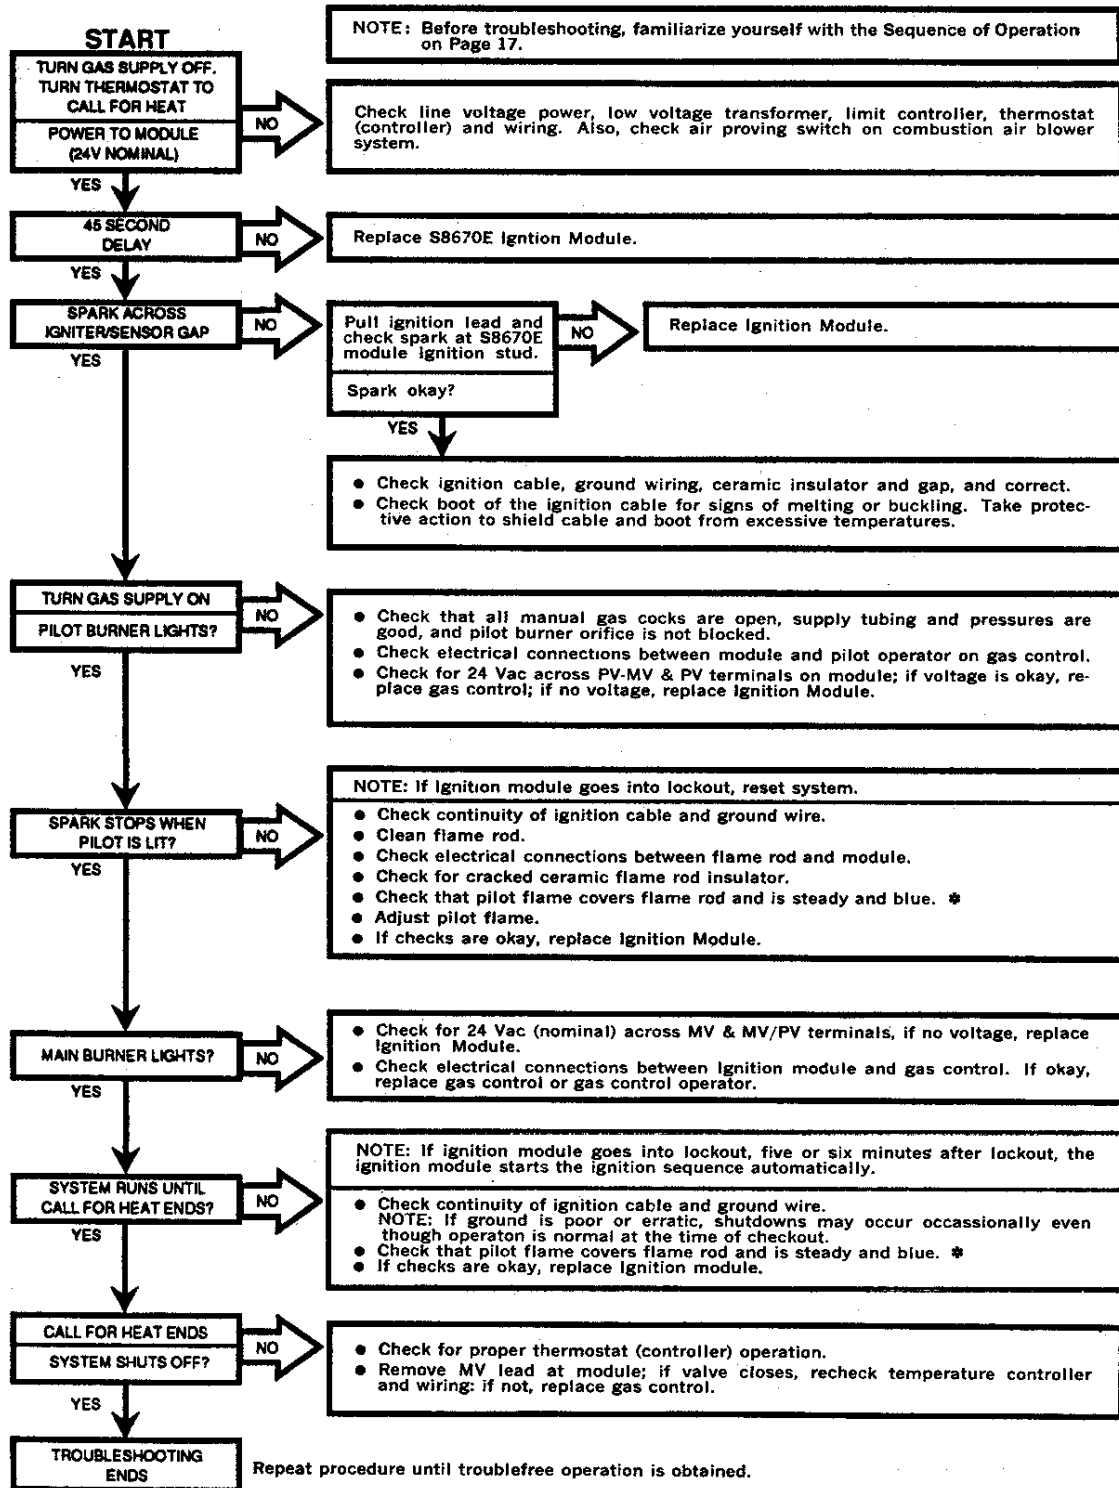 START
NOTE: Before troubleshooting, familiarize yourself with the Sequence of Operation
on Page 17.
TURN GAS SUPPLY OFF.
TURN THERMOSTAT TO
CALL FOR HEAT
POWER TO MODULE
(24V NOMINAL)
NO
Check line voltage power, low voltage transformer, limit controller, thermostat
(controller) and wiring. Also, check air proving switch on combustion air blower
system.
YES
45 SECOND
DELAY
NO
Replace S8670E Igntion Module.
YES
SPARK ACROSS
IGNITER/SENSOR GAP
NO
Pull ignition lead and
check spark at S8670E
module ignition stud.
Spark okay?
NO
Replace Ignition Module.
YES
YES
● Check ignition cable, ground wiring, ceramic insulator and gap, and correct.
● Check boot of the ignition cable for signs of melting or buckling. Take protec-
tive action to shield cable and boot from excessive temperatures.
TURN GAS SUPPLY ON
PILOT BURNER LIGHTS?
NO
● Check that all manual gas cocks are open, supply tubing and pressures are
good, and pilot burner orifice is not blocked.
● Check electrical connections between module and pilot operator on gas control.
● Check for 24 Vac across PV-MV & PV terminals on module; if voltage is okay, re-
place gas control; if no voltage, replace Ignition Module.
YES
NOTE: If Ignition module goes into lockout, reset system.
SPARK STOPS WHEN
PILOT IS LIT?
NO
● Check continuity of ignition cable and ground wire.
● Clean flame rod.
● Check electrical connections between flame rod and module.
● Check for cracked ceramic flame rod insulator.
● Check that pilot flame covers flame rod and is steady and blue. *
● Adjust pilot flame.
● If checks are okay, replace Ignition Module.
YES
MAIN BURNER LIGHTS?
NO
● Check for 24 Vac (nominal) across MV & MV/PV terminals, if no voltage, replace
Ignition Module.
● Check electrical connections between Ignition module and gas control. If okay,
replace gas control or gas control operator.
YES
NOTE: If ignition module goes into lockout, five or six minutes after lockout, the
ignition module starts the ignition sequence automatically.
SYSTEM RUNS UNTIL
CALL FOR HEAT ENDS?
NO
● Check continuity of ignition cable and ground wire.
NOTE: If ground is poor or erratic, shutdowns may occur occassionally even
though operaton is normal at the time of checkout.
● Check that pilot flame covers flame rod and is steady and blue. *
● If checks are okay, replace Ignition module.
YES
CALL FOR HEAT ENDS
SYSTEM SHUTS OFF?
NO
● Check for proper thermostat (controller) operation.
● Remove MV lead at module; if valve closes, recheck temperature controller
and wiring: if not, replace gas control.
YES
TROUBLESHOOTING
ENDS
Repeat procedure until troublefree operation is obtained.